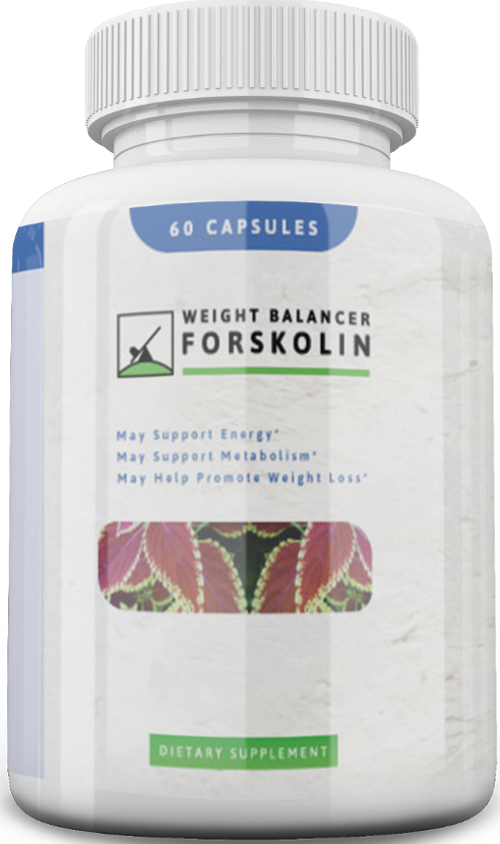 60 CAPSULES
WEIGHT BALANCER
FORSKOLIN
May Support Energy*
May Support Metabolism*
May Help Promote Weight Loss*
DIETARY SUPPLEMENT